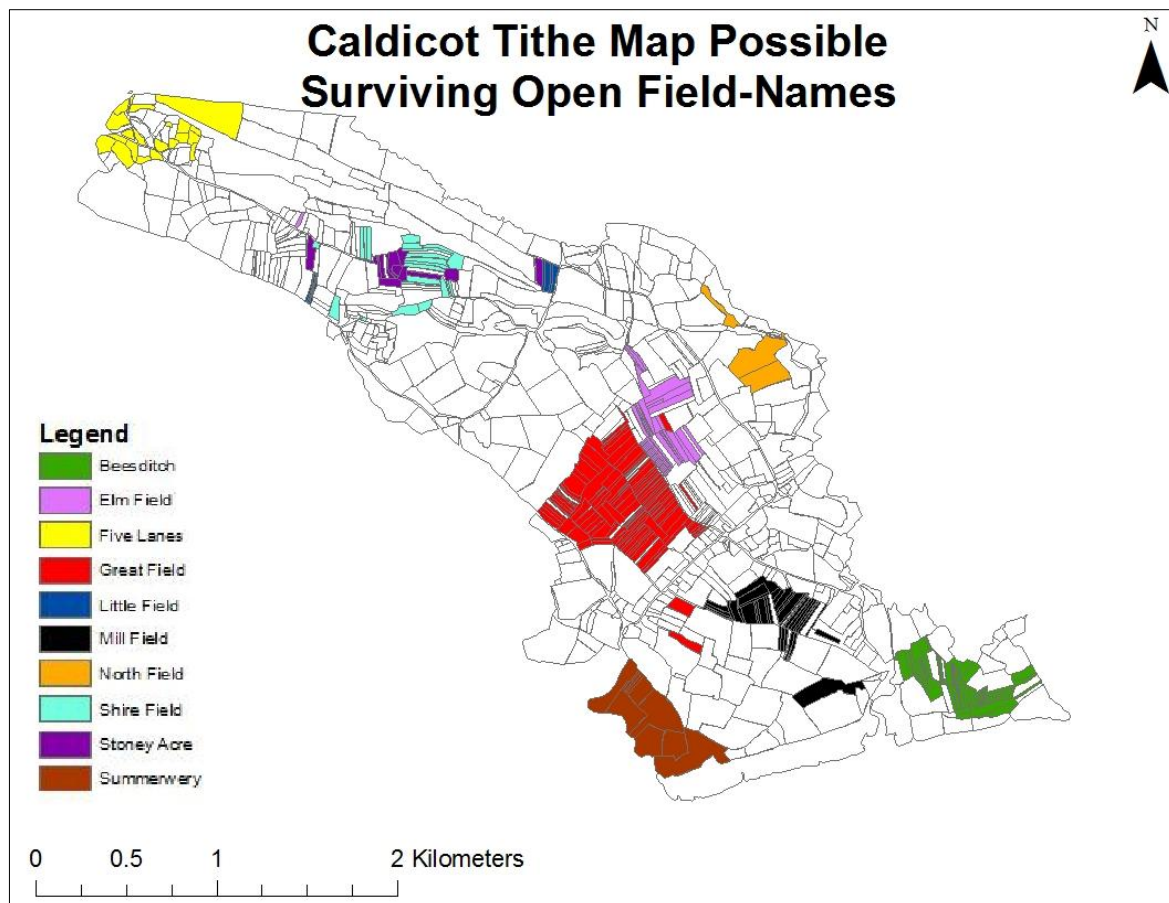 Caldicot Tithe Map Possible
Surviving Open Field-Names
N
Legend
Beesditch
Elm Field
Five Lanes
Great Field
Little Field
Mill Field
North Field
Shire Field
Stoney Acre
Summerwery
0 0.5 1 2 Kilometers